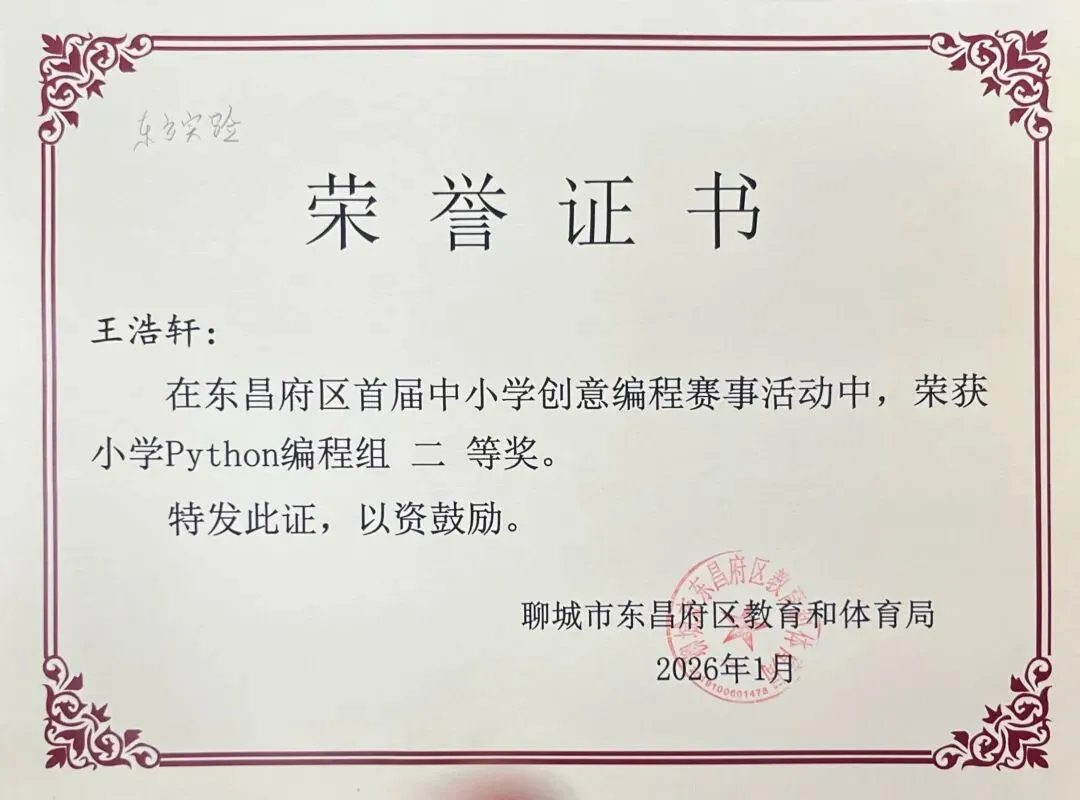 东方实验
荣誉证书
王浩轩：
在东昌府区首届中小学创意编程赛事活动中，荣获
小学Python编程组 二 等奖。
特发此证，以资鼓励。
聊城市东昌府区教育和体育局
2026年1月